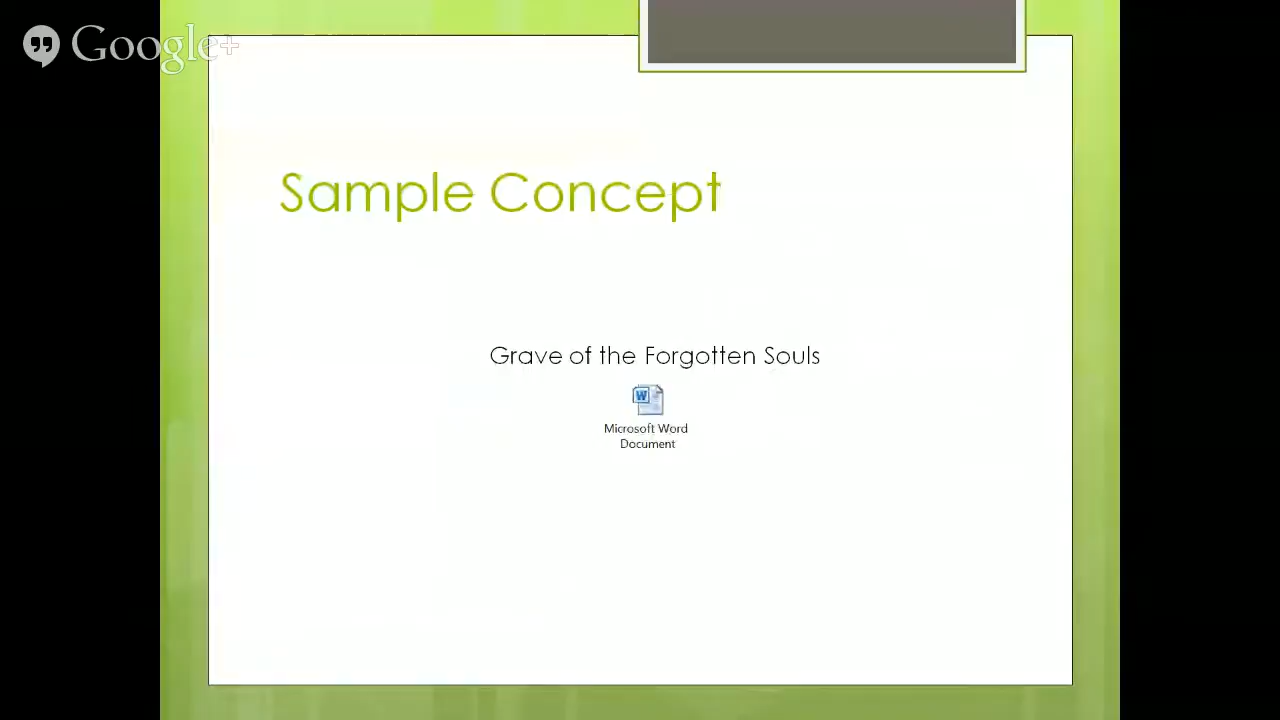 Google+
Sample Concept
Grave of the Forgotten Souls
W
Microsoft Word
Document